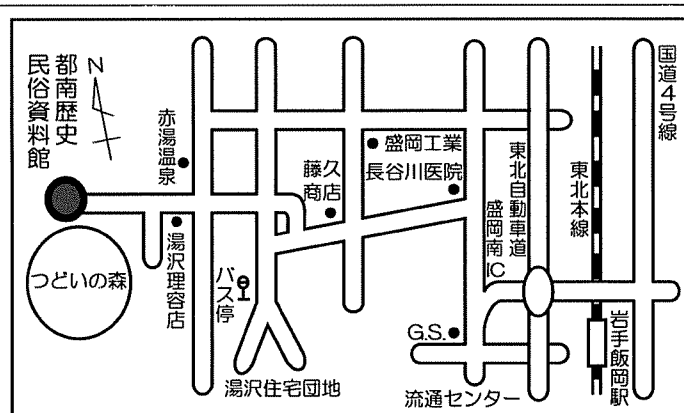 都南歴史
民俗資料館
N
赤湯温泉
つどいの森
湯沢理容店
バス停
湯沢住宅団地
藤久
商店
盛岡工業
長谷川医院
東北自動車道
盛岡南IC
G.S.
流通センター
東北本線
岩手飯岡駅
国道4号線